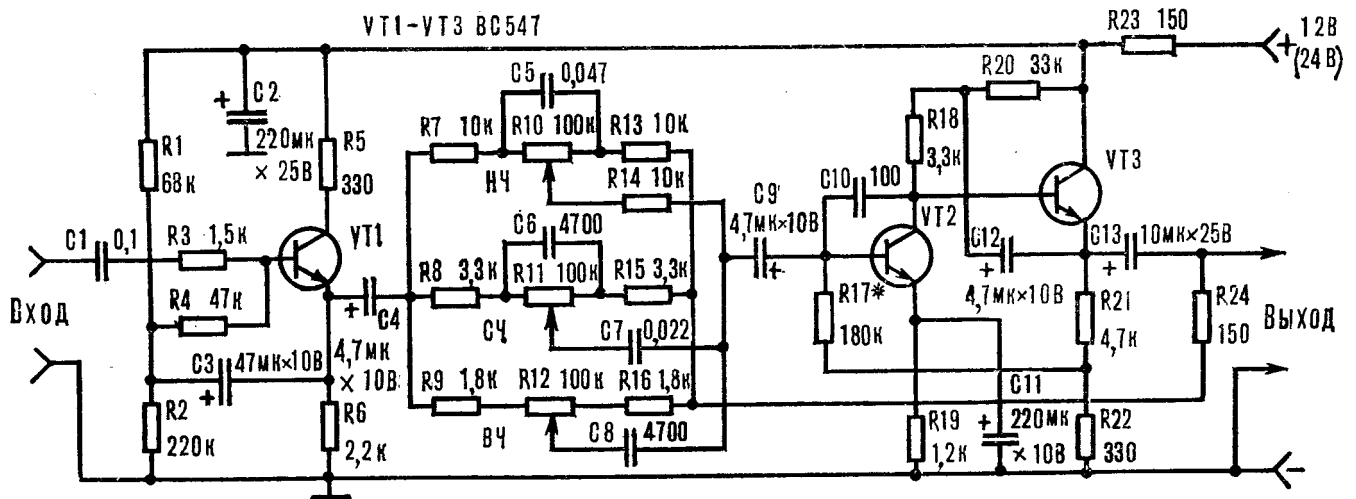 VT1-VT3 BC547
R23 150
+ 12В
(24В)
C5 0,047
R20 33к
C2
220мк
× 25В
R1
68к
R5
330
R7 10к
R10 100к
R13 10к
R18
3,3к
VT3
НЧ
R14 10к
C10 100
C9
4,7мк×10В
VT2
C1 0,1
R3 1,5к
VT1
C6 4700
C12
C13 10мк×25В
R8 3,3к
R11 100к
R15 3,3к
R17*
180к
Вход
R4 47к
C4
4,7мк
× 10В
СЧ
C7 0,022
4,7мк×10В
R21
4,7к
R24
150
Выход
C3 47мк×10В
R9 1,8к
R12 100к
R16 1,8к
C11
220мк
× 10В
R2
220к
R6
2,2к
ВЧ
C8 4700
R19
1,2к
R22
330